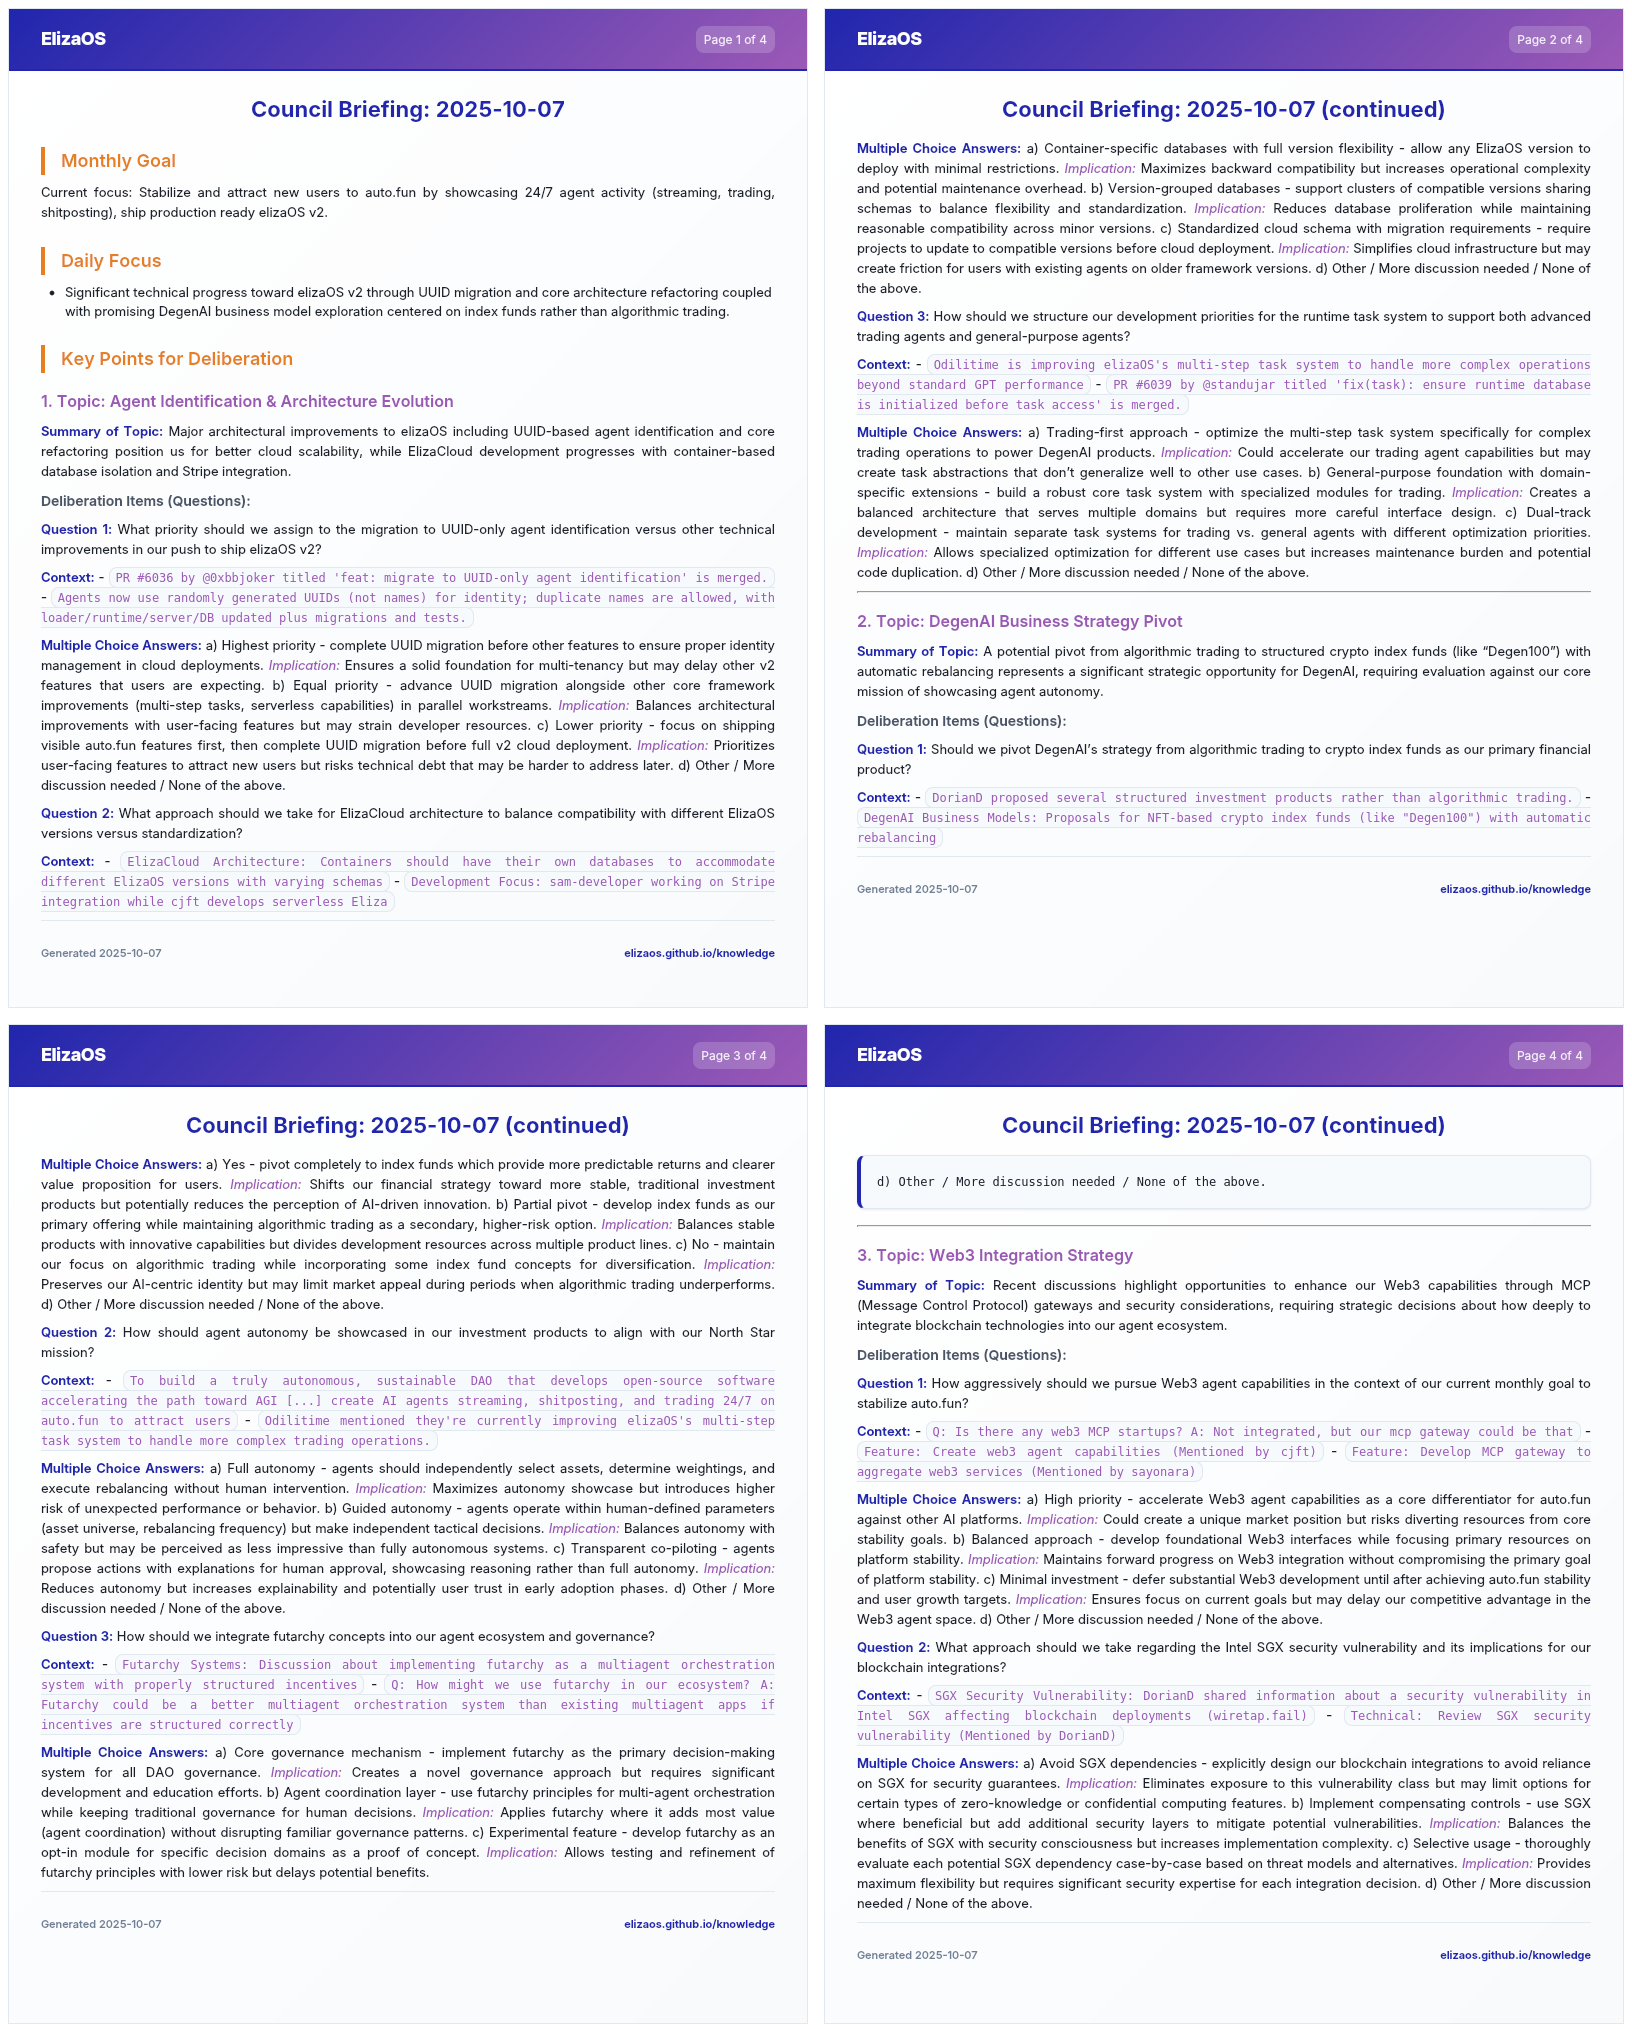 ElizaOS
Page 1 of 4
Council Briefing: 2025-10-07
Monthly Goal
Current focus: Stabilize and attract new users to auto.fun by showcasing 24/7 agent activity (streaming, trading,
shitposting), ship production ready elizaOS v2.
Daily Focus
• Significant technical progress toward elizaOS v2 through UUID migration and core architecture refactoring coupled
with promising DegenAI business model exploration centered on index funds rather than algorithmic trading.
Key Points for Deliberation
1. Topic: Agent Identification & Architecture Evolution
Summary of Topic: Major architectural improvements to elizaOS including UUID-based agent identification and core
refactoring position us for better cloud scalability, while ElizaCloud development progresses with container-based
database isolation and Stripe integration.
Deliberation Items (Questions):
Question 1: What priority should we assign to the migration to UUID-only agent identification versus other technical
improvements in our push to ship elizaOS v2?
Context: - PR #6036 by @0xbbjoker titled 'feat: migrate to UUID-only agent identification' is merged.
- Agents now use randomly generated UUIDs (not names) for identity; duplicate names are allowed, with
loader/runtime/server/DB updated plus migrations and tests.
Multiple Choice Answers: a) Highest priority - complete UUID migration before other features to ensure proper identity
management in cloud deployments. Implication: Ensures a solid foundation for multi-tenancy but may delay other v2
features that users are expecting. b) Equal priority - advance UUID migration alongside other core framework
improvements (multi-step tasks, serverless capabilities) in parallel workstreams. Implication: Balances architectural
improvements with user-facing features but may strain developer resources. c) Lower priority - focus on shipping
visible auto.fun features first, then complete UUID migration before full v2 cloud deployment. Implication: Prioritizes
user-facing features to attract new users but risks technical debt that may be harder to address later. d) Other / More
discussion needed / None of the above.
Question 2: What approach should we take for ElizaCloud architecture to balance compatibility with different ElizaOS
versions versus standardization?
Context: - ElizaCloud Architecture: Containers should have their own databases to accommodate
different ElizaOS versions with varying schemas - Development Focus: sam-developer working on Stripe
integration while cjft develops serverless Eliza
Generated 2025-10-07
elizaos.github.io/knowledge
ElizaOS
Page 2 of 4
Council Briefing: 2025-10-07 (continued)
Multiple Choice Answers: a) Container-specific databases with full version flexibility - allow any ElizaOS version to
deploy with minimal restrictions. Implication: Maximizes backward compatibility but increases operational complexity
and potential maintenance overhead. b) Version-grouped databases - support clusters of compatible versions sharing
schemas to balance flexibility and standardization. Implication: Reduces database proliferation while maintaining
reasonable compatibility across minor versions. c) Standardized cloud schema with migration requirements - require
projects to update to compatible versions before cloud deployment. Implication: Simplifies cloud infrastructure but may
create friction for users with existing agents on older framework versions. d) Other / More discussion needed / None of
the above.
Question 3: How should we structure our development priorities for the runtime task system to support both advanced
trading agents and general-purpose agents?
Context: - Odilitime is improving elizaOS's multi-step task system to handle more complex operations
beyond standard GPT performance - PR #6039 by @standujar titled 'fix(task): ensure runtime database
is initialized before task access' is merged.
Multiple Choice Answers: a) Trading-first approach - optimize the multi-step task system specifically for complex
trading operations to power DegenAI products. Implication: Could accelerate our trading agent capabilities but may
create task abstractions that don’t generalize well to other use cases. b) General-purpose foundation with domain-
specific extensions - build a robust core task system with specialized modules for trading. Implication: Creates a
balanced architecture that serves multiple domains but requires more careful interface design. c) Dual-track
development - maintain separate task systems for trading vs. general agents with different optimization priorities.
Implication: Allows specialized optimization for different use cases but increases maintenance burden and potential
code duplication. d) Other / More discussion needed / None of the above.
2. Topic: DegenAI Business Strategy Pivot
Summary of Topic: A potential pivot from algorithmic trading to structured crypto index funds (like “Degen100”) with
automatic rebalancing represents a significant strategic opportunity for DegenAI, requiring evaluation against our core
mission of showcasing agent autonomy.
Deliberation Items (Questions):
Question 1: Should we pivot DegenAI’s strategy from algorithmic trading to crypto index funds as our primary financial
product?
Context: - DorianD proposed several structured investment products rather than algorithmic trading. -
DegenAI Business Models: Proposals for NFT-based crypto index funds (like "Degen100") with automatic
rebalancing
Generated 2025-10-07
elizaos.github.io/knowledge
ElizaOS
Page 3 of 4
Council Briefing: 2025-10-07 (continued)
Multiple Choice Answers: a) Yes - pivot completely to index funds which provide more predictable returns and clearer
value proposition for users. Implication: Shifts our financial strategy toward more stable, traditional investment
products but potentially reduces the perception of AI-driven innovation. b) Partial pivot - develop index funds as our
primary offering while maintaining algorithmic trading as a secondary, higher-risk option. Implication: Balances stable
products with innovative capabilities but divides development resources across multiple product lines. c) No - maintain
our focus on algorithmic trading while incorporating some index fund concepts for diversification. Implication:
Preserves our AI-centric identity but may limit market appeal during periods when algorithmic trading underperforms.
d) Other / More discussion needed / None of the above.
Question 2: How should agent autonomy be showcased in our investment products to align with our North Star
mission?
Context: - To build a truly autonomous, sustainable DAO that develops open-source software
accelerating the path toward AGI [...] create AI agents streaming, shitposting, and trading 24/7 on
auto.fun to attract users - Odilitime mentioned they're currently improving elizaOS's multi-step
task system to handle more complex trading operations.
Multiple Choice Answers: a) Full autonomy - agents should independently select assets, determine weightings, and
execute rebalancing without human intervention. Implication: Maximizes autonomy showcase but introduces higher
risk of unexpected performance or behavior. b) Guided autonomy - agents operate within human-defined parameters
(asset universe, rebalancing frequency) but make independent tactical decisions. Implication: Balances autonomy with
safety but may be perceived as less impressive than fully autonomous systems. c) Transparent co-piloting - agents
propose actions with explanations for human approval, showcasing reasoning rather than full autonomy. Implication:
Reduces autonomy but increases explainability and potentially user trust in early adoption phases. d) Other / More
discussion needed / None of the above.
Question 3: How should we integrate futarchy concepts into our agent ecosystem and governance?
Context: - Futarchy Systems: Discussion about implementing futarchy as a multiagent orchestration
system with properly structured incentives - Q: How might we use futarchy in our ecosystem? A:
Futarchy could be a better multiagent orchestration system than existing multiagent apps if
incentives are structured correctly
Multiple Choice Answers: a) Core governance mechanism - implement futarchy as the primary decision-making
system for all DAO governance. Implication: Creates a novel governance approach but requires significant
development and education efforts. b) Agent coordination layer - use futarchy principles for multi-agent orchestration
while keeping traditional governance for human decisions. Implication: Applies futarchy where it adds most value
(agent coordination) without disrupting familiar governance patterns. c) Experimental feature - develop futarchy as an
opt-in module for specific decision domains as a proof of concept. Implication: Allows testing and refinement of
futarchy principles with lower risk but delays potential benefits.
Generated 2025-10-07
elizaos.github.io/knowledge
ElizaOS
Page 4 of 4
Council Briefing: 2025-10-07 (continued)
d) Other / More discussion needed / None of the above.
3. Topic: Web3 Integration Strategy
Summary of Topic: Recent discussions highlight opportunities to enhance our Web3 capabilities through MCP
(Message Control Protocol) gateways and security considerations, requiring strategic decisions about how deeply to
integrate blockchain technologies into our agent ecosystem.
Deliberation Items (Questions):
Question 1: How aggressively should we pursue Web3 agent capabilities in the context of our current monthly goal to
stabilize auto.fun?
Context: - Q: Is there any web3 MCP startups? A: Not integrated, but our mcp gateway could be that -
Feature: Create web3 agent capabilities (Mentioned by cjft) - Feature: Develop MCP gateway to
aggregate web3 services (Mentioned by sayonara)
Multiple Choice Answers: a) High priority - accelerate Web3 agent capabilities as a core differentiator for auto.fun
against other AI platforms. Implication: Could create a unique market position but risks diverting resources from core
stability goals. b) Balanced approach - develop foundational Web3 interfaces while focusing primary resources on
platform stability. Implication: Maintains forward progress on Web3 integration without compromising the primary goal
of platform stability. c) Minimal investment - defer substantial Web3 development until after achieving auto.fun stability
and user growth targets. Implication: Ensures focus on current goals but may delay our competitive advantage in the
Web3 agent space. d) Other / More discussion needed / None of the above.
Question 2: What approach should we take regarding the Intel SGX security vulnerability and its implications for our
blockchain integrations?
Context: - SGX Security Vulnerability: DorianD shared information about a security vulnerability in
Intel SGX affecting blockchain deployments (wiretap.fail) - Technical: Review SGX security
vulnerability (Mentioned by DorianD)
Multiple Choice Answers: a) Avoid SGX dependencies - explicitly design our blockchain integrations to avoid reliance
on SGX for security guarantees. Implication: Eliminates exposure to this vulnerability class but may limit options for
certain types of zero-knowledge or confidential computing features. b) Implement compensating controls - use SGX
where beneficial but add additional security layers to mitigate potential vulnerabilities. Implication: Balances the
benefits of SGX with security consciousness but increases implementation complexity. c) Selective usage - thoroughly
evaluate each potential SGX dependency case-by-case based on threat models and alternatives. Implication: Provides
maximum flexibility but requires significant security expertise for each integration decision. d) Other / More discussion
needed / None of the above.
Generated 2025-10-07
elizaos.github.io/knowledge